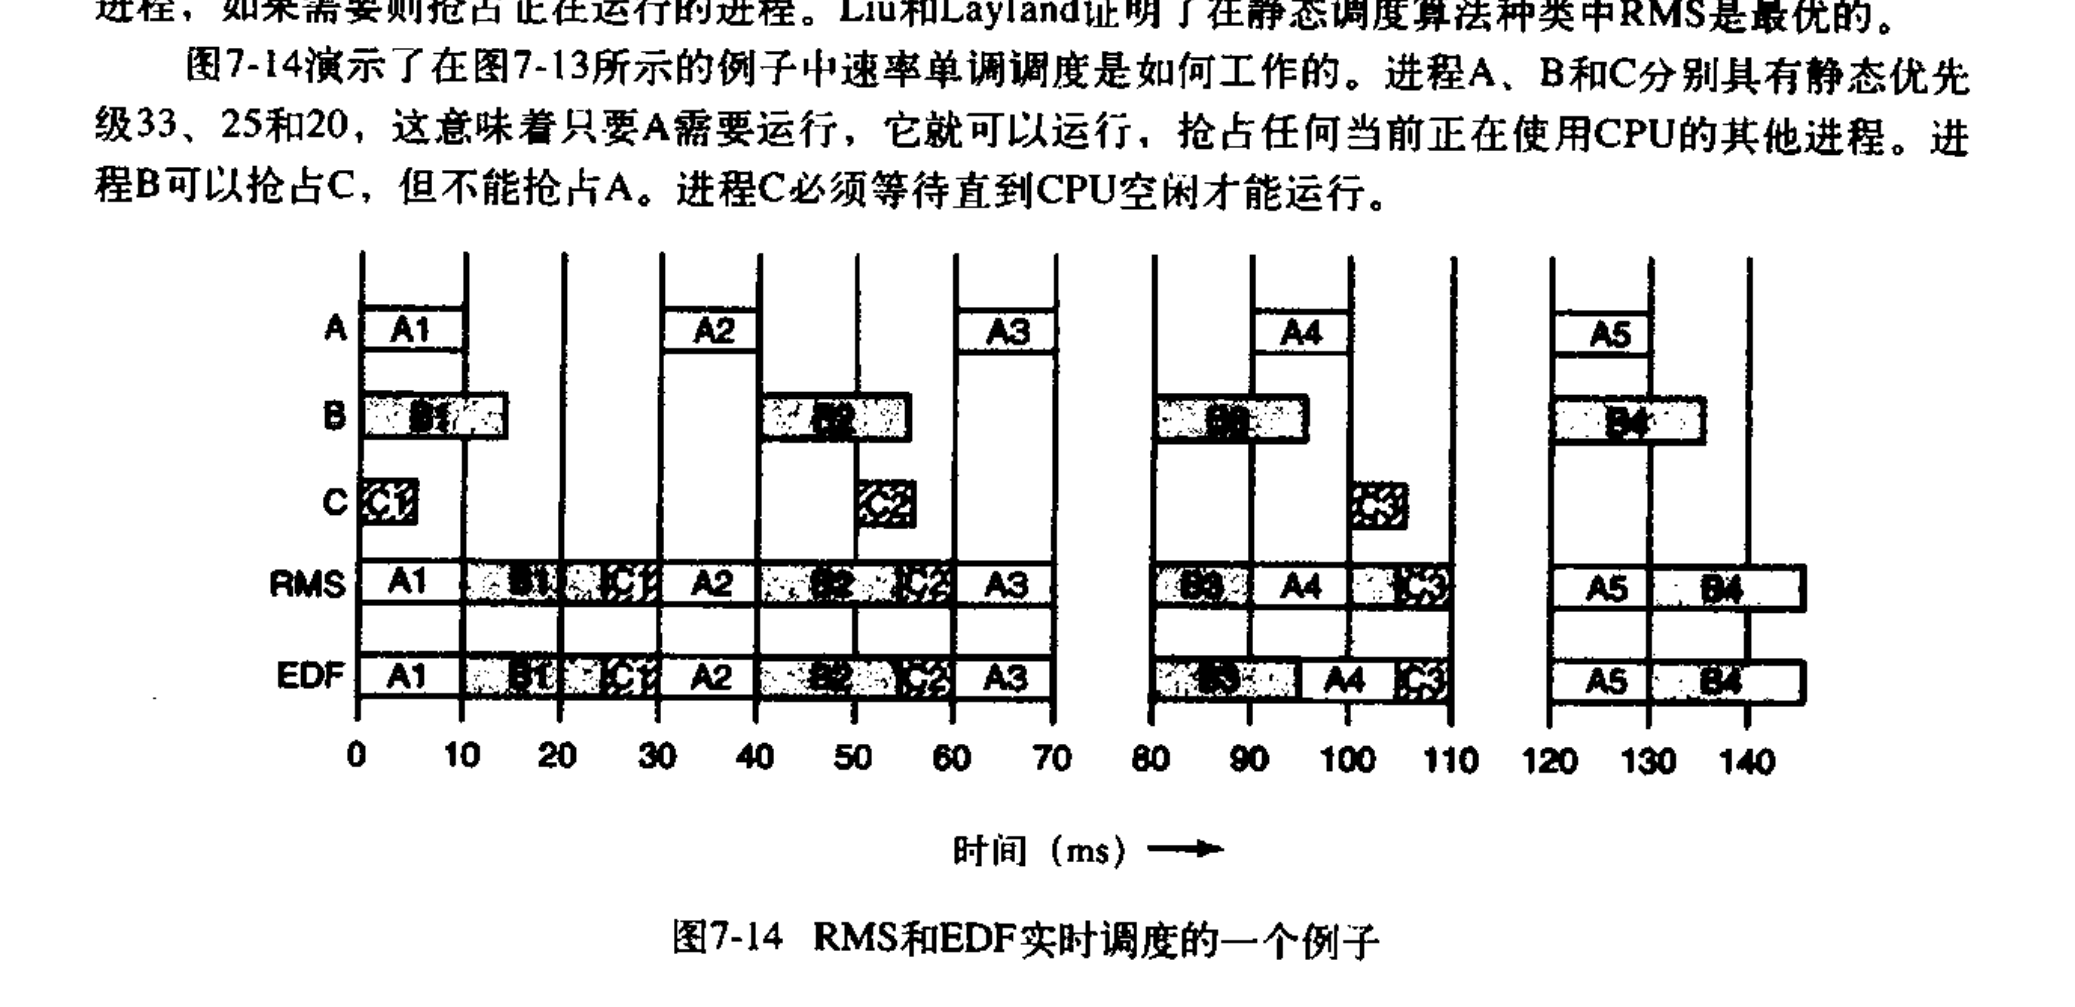 进程，如果需要则抢占正在运行的进程。Liu和Layland证明了在静态调度算法种类中RMS是最优的。
图7-14演示了在图7-13所示的例子中速率单调调度是如何工作的。进程A、B和C分别具有静态优先
级33、25和20，这意味着只要A需要运行，它就可以运行，抢占任何当前正在使用CPU的其他进程。进
程B可以抢占C，但不能抢占A。进程C必须等待直到CPU空闲才能运行。
A A1 A2 A3 A4 A5
B B1 B2 B3 B4
C C1 C2 C3
RMS A1 B1 C1 A2 B2 C2 A3 B3 A4 C3 A5 B4
EDF A1 B1 C1 A2 B2 C2 A3 B3 A4 C3 A5 B4
0 10 20 30 40 50 60 70 80 90 100 110 120 130 140
时间（ms）
图7-14 RMS和EDF实时调度的一个例子